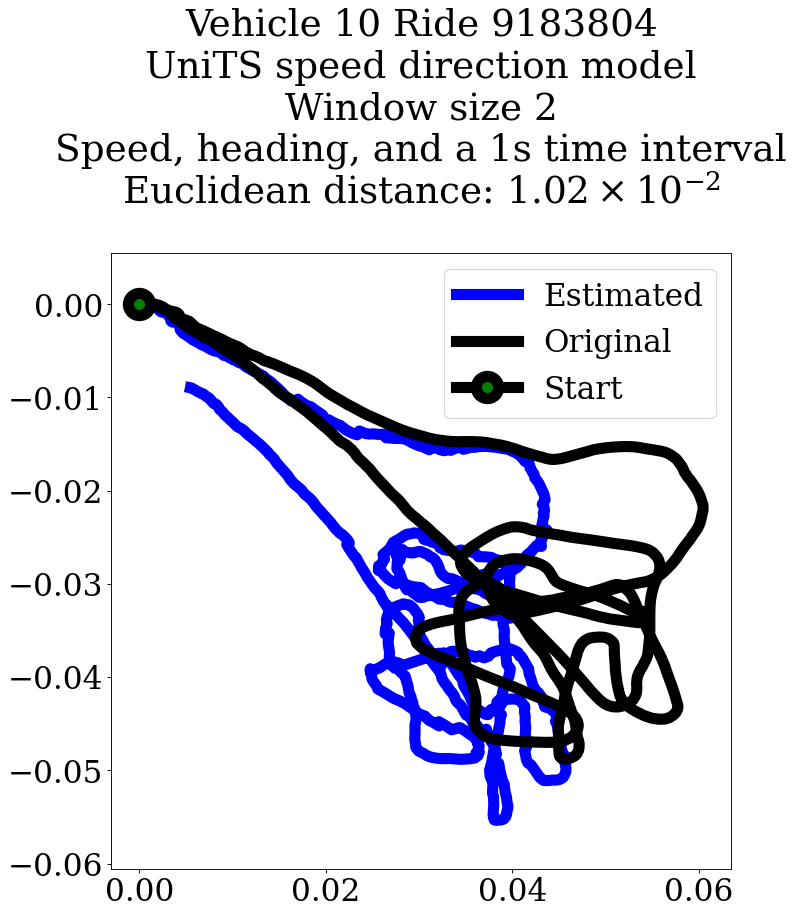 Vehicle 10 Ride 9183804
UniTS speed direction model
Window size 2
Speed, heading, and a 1s time interval
Euclidean distance: 1.02 × 10⁻²
Estimated
Original
Start
0.00
−0.01
−0.02
−0.03
−0.04
−0.05
−0.06
0.00 0.02 0.04 0.06